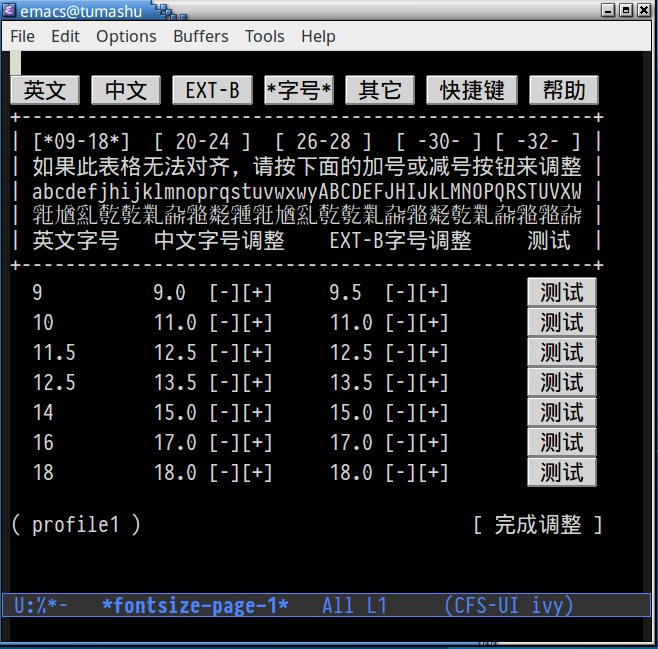 emacs@tumashu
File Edit Options Buffers Tools Help
英文 中文 EXT-B *字号* 其它 快捷键 帮助
+-----------------------------------------------------+
| [*09-18*]  [ 20-24 ]  [ 26-28 ]  [ -30- ] [ -32- ] |
| 如果此表格无法对齐，请按下面的加号或减号按钮来调整 |
| abcdefjhijklmnoprqstuvwxwyABCDEFJHIJkLMNOPQRSTUVXW |
| 英文字号   中文字号调整    EXT-B字号调整     测试  |
+-----------------------------------------------------+
9 9.0 [-][+] 9.5 [-][+] 测试
10 11.0 [-][+] 11.0 [-][+] 测试
11.5 12.5 [-][+] 12.5 [-][+] 测试
12.5 13.5 [-][+] 13.5 [-][+] 测试
14 15.0 [-][+] 15.0 [-][+] 测试
16 17.0 [-][+] 17.0 [-][+] 测试
18 18.0 [-][+] 18.0 [-][+] 测试
( profile1 ) [ 完成调整 ]
U:%*- *fontsize-page-1* All L1 (CFS-UI ivy)